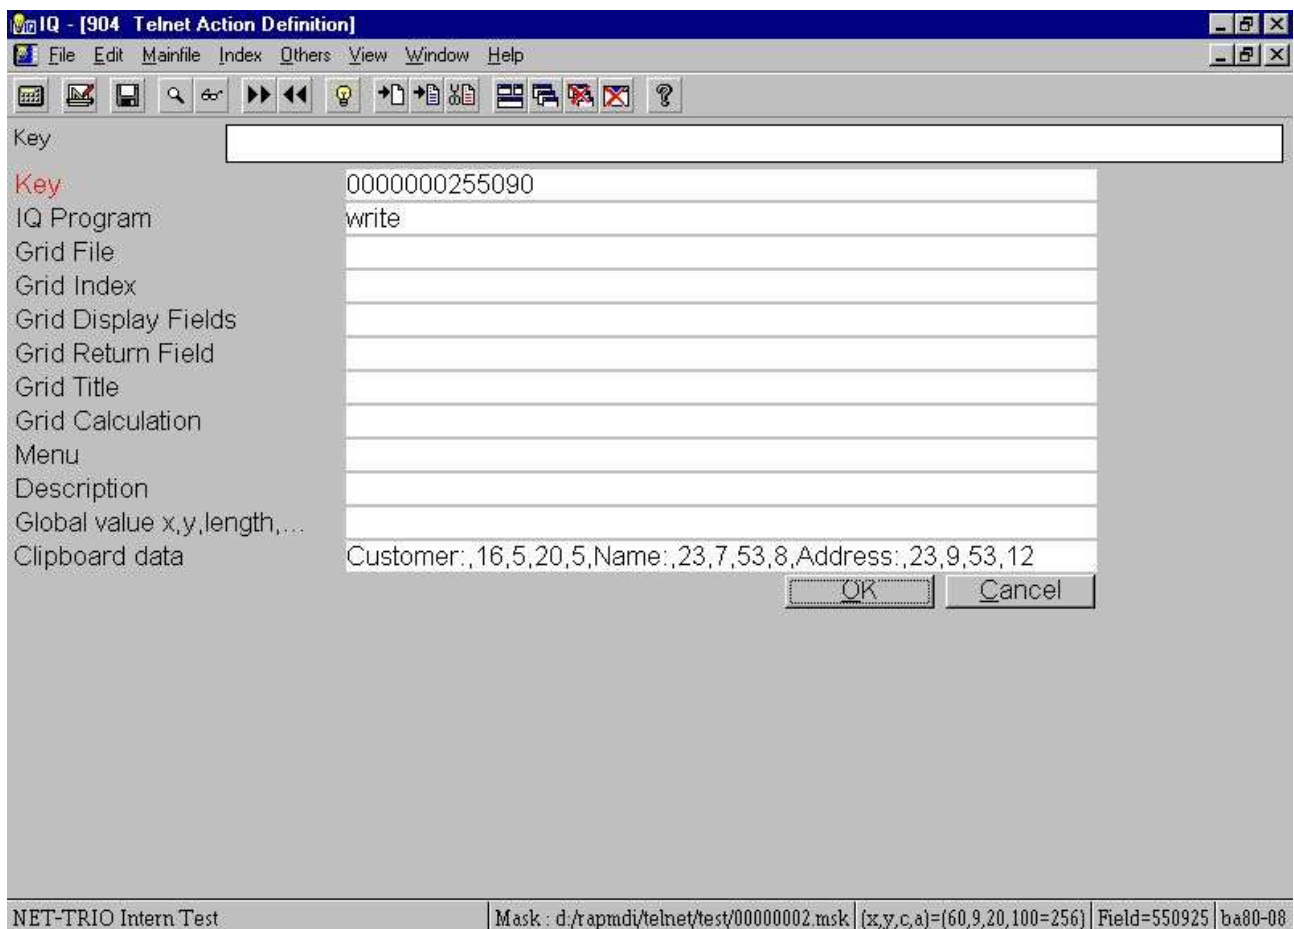 IQ - [904 Telnet Action Definition]
File Edit Mainfile Index Others View Window Help
Key
Key 0000000255090
IQ Program write
Grid File
Grid Index
Grid Display Fields
Grid Return Field
Grid Title
Grid Calculation
Menu
Description
Global value x,y,length,...
Clipboard data Customer:,16,5,20,5,Name:,23,7,53,8,Address:,23,9,53,12
OK Cancel
NET-TRIO Intern Test Mask : d:/rapmdi/telnet/test/00000002.msk (x,y,c,a)=(60,9,20,100=256) Field=550925 ba80-08